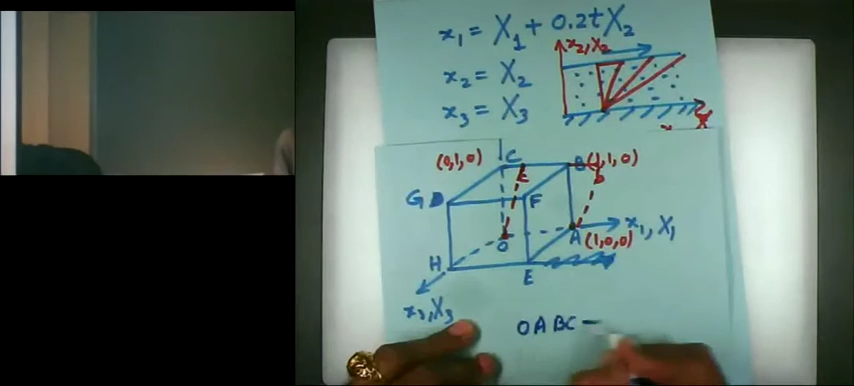 x₁ = X₁ + 0.2tX₂
x₂, X₂
x₂ = X₂
x₃ = X₃
(0,1,0) C B (1,1,0)
G F
O A x₁, X₁
(1,0,0)
H E
X₃
OABC —